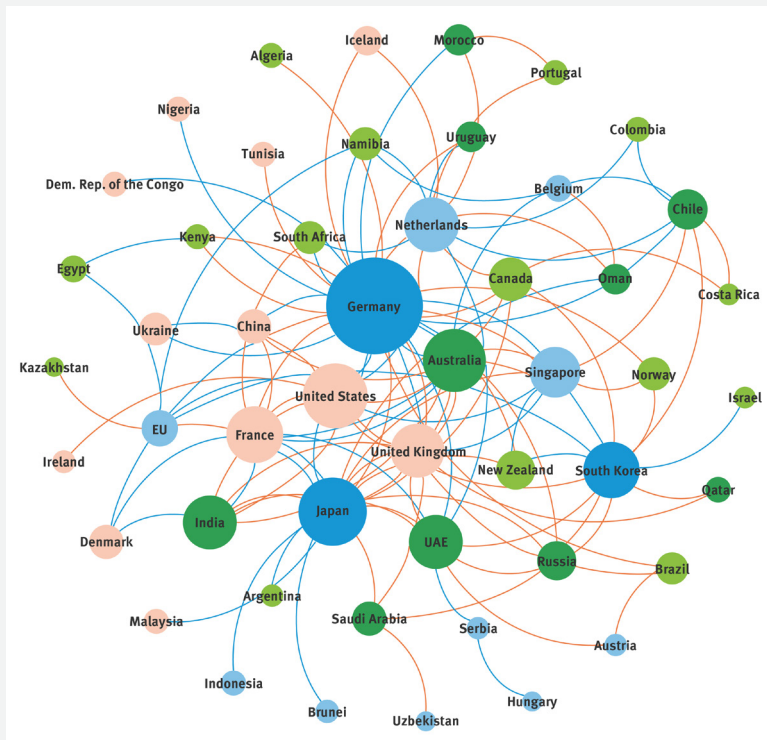 Iceland
Morocco
Algeria
Portugal
Nigeria
Colombia
Uruguay
Namibia
Tunisia
Dem. Rep. of the Congo
Belgium
Chile
Netherlands
Kenya
South Africa
Egypt
Canada
Oman
Costa Rica
Germany
China
Ukraine
Australia
Kazakhstan
Singapore
Norway
United States
Israel
EU
France
United Kingdom
Ireland
New Zealand
South Korea
Qatar
Japan
India
Denmark
UAE
Russia
Brazil
Argentina
Malaysia
Saudi Arabia
Serbia
Austria
Indonesia
Hungary
Brunei
Uzbekistan